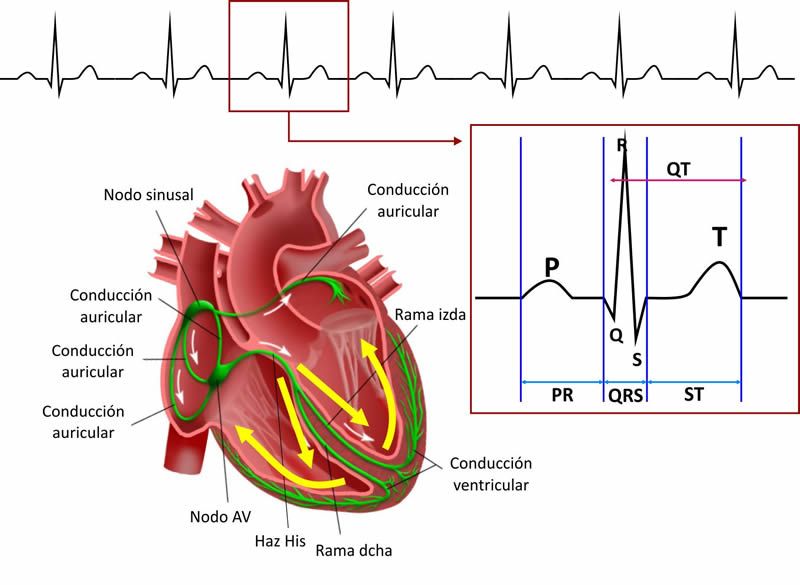 R
QT
P
T
Q
S
PR
QRS
ST
Nodo sinusal
Conducción
auricular
Conducción
auricular
Conducción
auricular
Conducción
auricular
Rama izda
Conducción
ventricular
Nodo AV
Haz His
Rama dcha